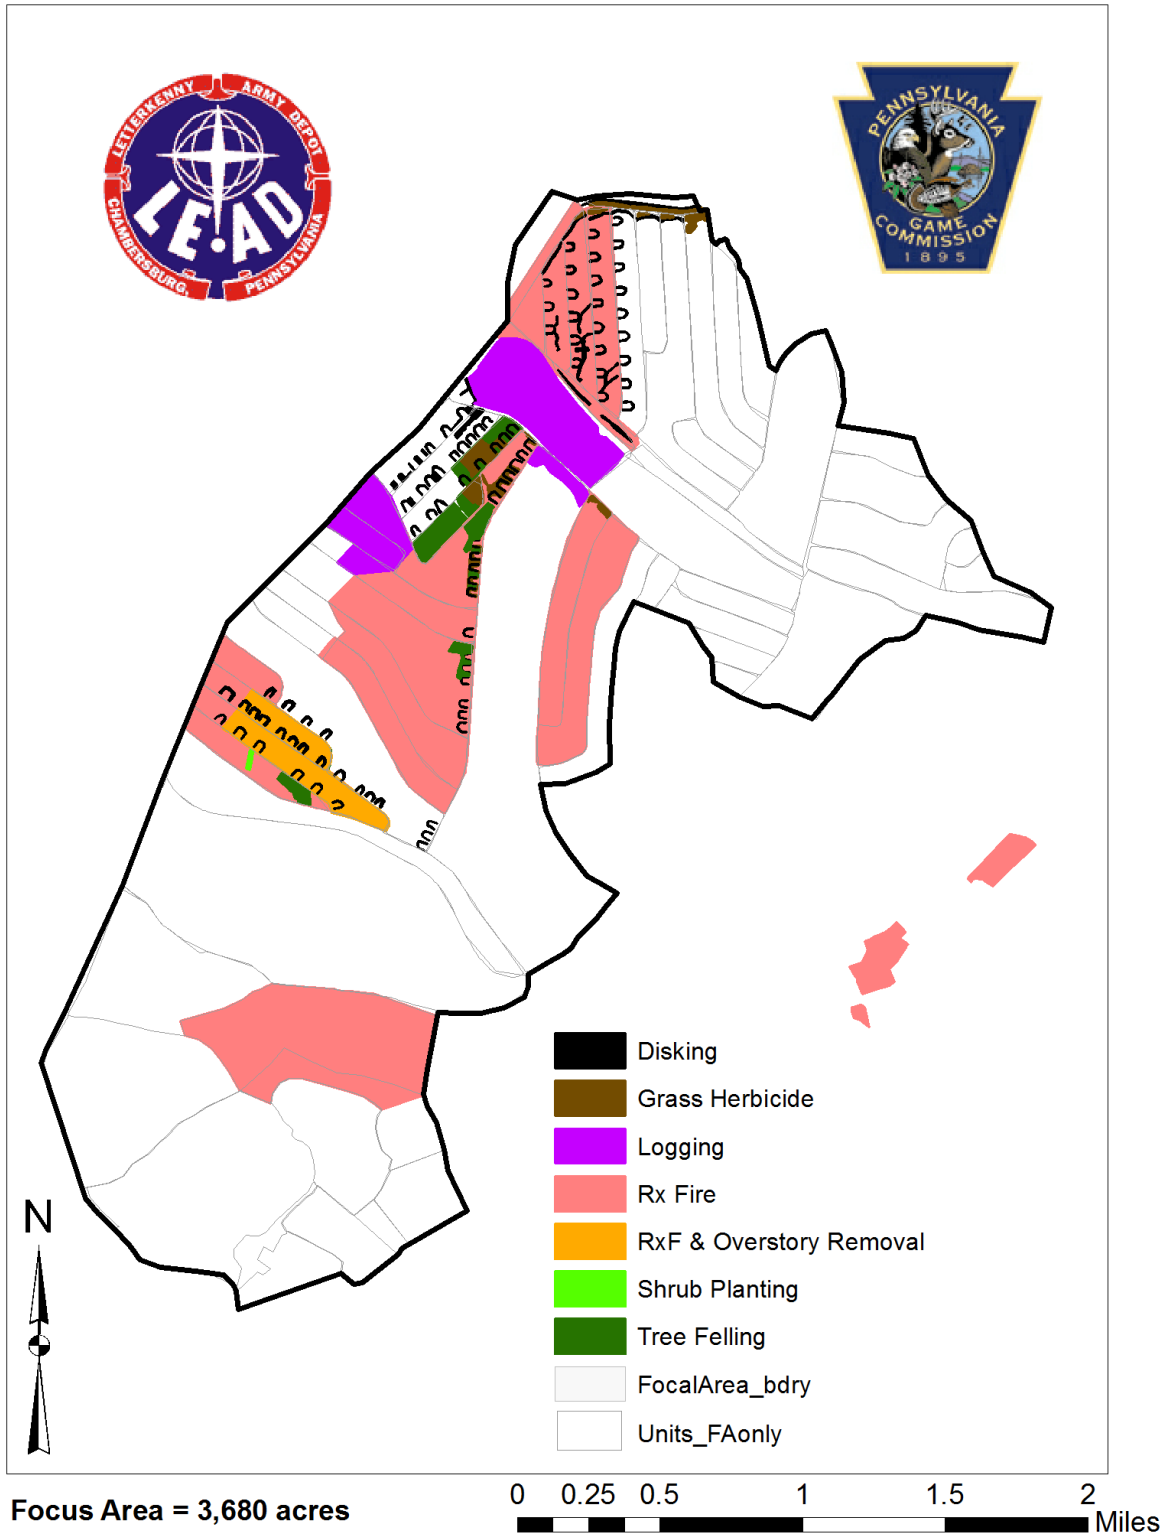 LETTERKENNY ARMY DEPOT
LE•AD
CHAMBERSBURG, PENNSYLVANIA
PENNSYLVANIA
GAME
COMMISSION
1895
Disking
Grass Herbicide
Logging
Rx Fire
RxF & Overstory Removal
Shrub Planting
Tree Felling
FocalArea_bdry
Units_FAonly
N
Focus Area = 3,680 acres
0 0.25 0.5 1 1.5 2
Miles